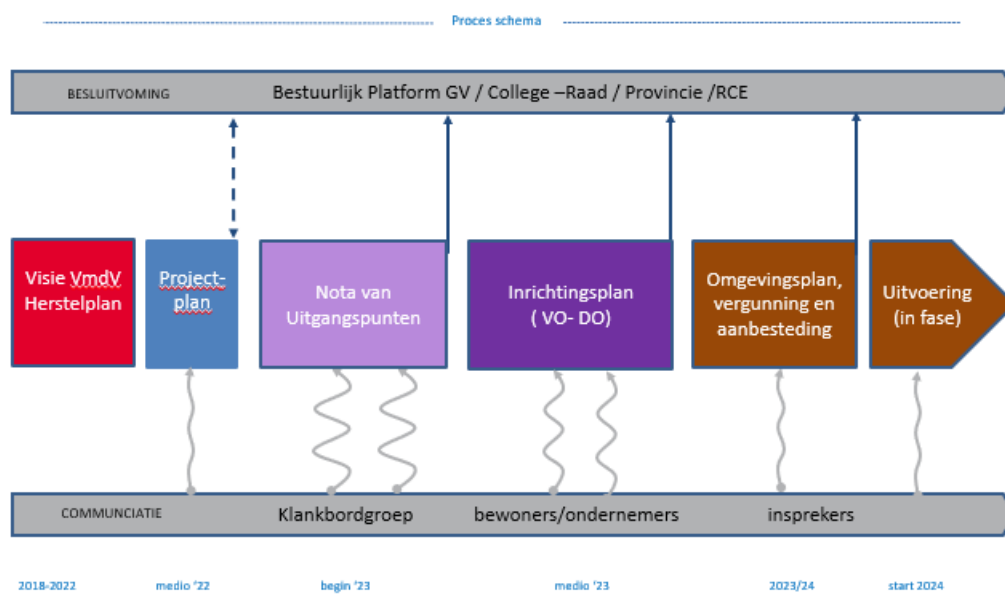 Proces schema
BESLUITVOMING Bestuurlijk Platform GV / College –Raad / Provincie /RCE
Visie VmdV
Herstelplan
Project-
plan
Nota van
Uitgangspunten
Inrichtingsplan
( VO- DO)
Omgevingsplan,
vergunning en
aanbesteding
Uitvoering
(in fase)
COMMUNCIATIE Klankbordgroep bewoners/ondernemers insprekers
2018-2022 medio '22 begin '23 medio '23 2023/24 start 2024